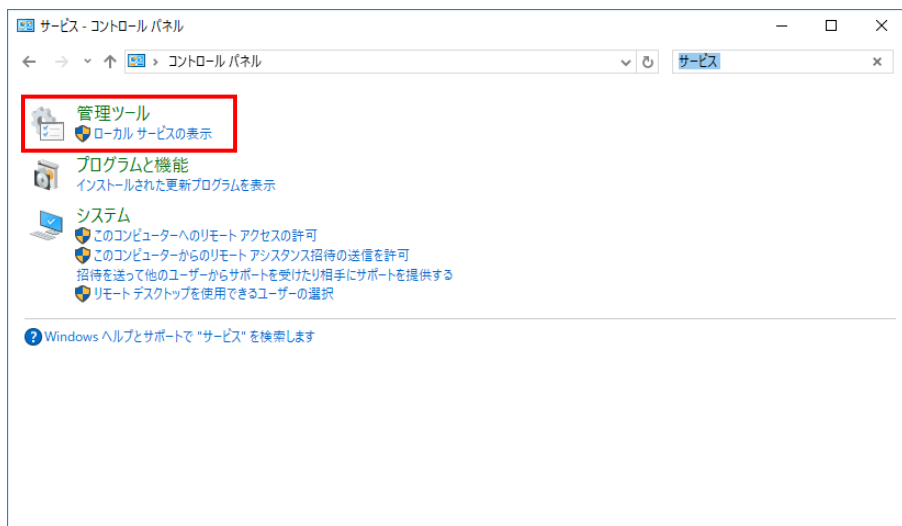 サービス - コントロール パネル
コントロール パネル
サービス
管理ツール
ローカル サービスの表示
プログラムと機能
インストールされた更新プログラムを表示
システム
このコンピューターへのリモート アクセスの許可
このコンピューターからのリモート アシスタンス招待の送信を許可
招待を送って他のユーザーからサポートを受けたり相手にサポートを提供する
リモート デスクトップを使用できるユーザーの選択
Windows ヘルプとサポートで "サービス" を検索します